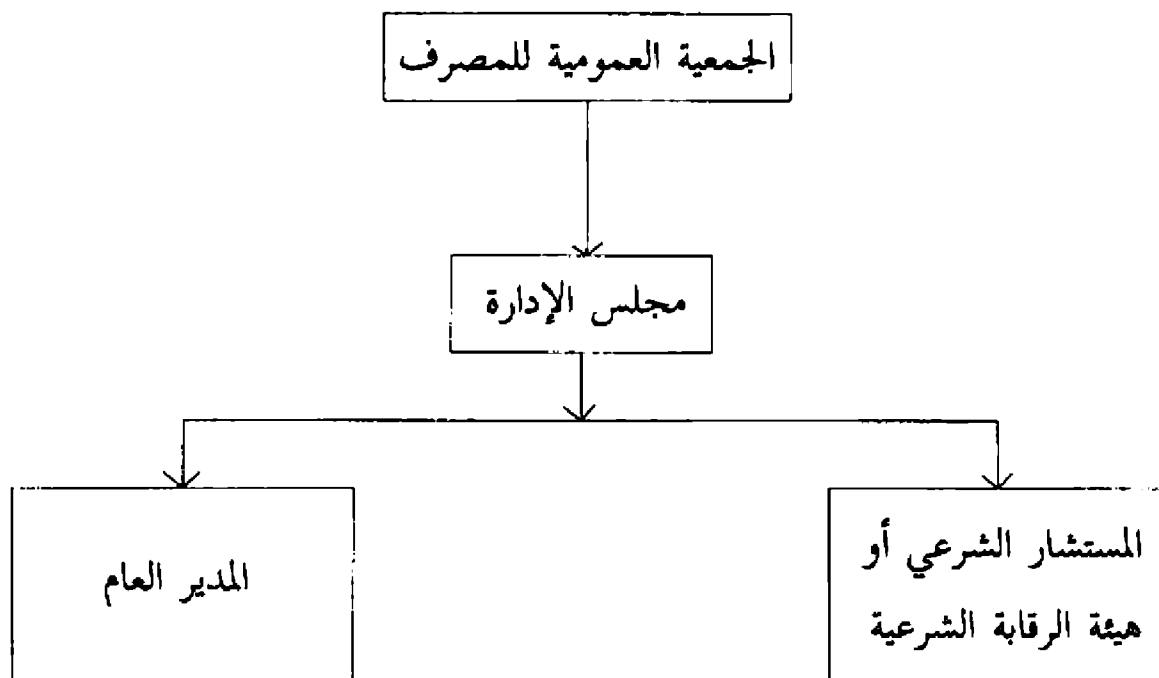 الجمعية العمومية للمصرف
مجلس الإدارة
المستشار الشرعي أو
هيئة الرقابة الشرعية
المدير العام